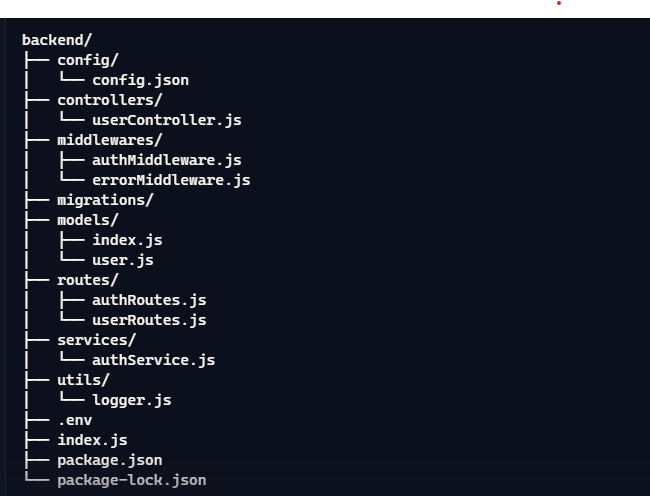 backend/
├── config/
│   └── config.json
├── controllers/
│   └── userController.js
├── middlewares/
│   ├── authMiddleware.js
│   └── errorMiddleware.js
├── migrations/
├── models/
│   ├── index.js
│   └── user.js
├── routes/
│   ├── authRoutes.js
│   └── userRoutes.js
├── services/
│   └── authService.js
├── utils/
│   └── logger.js
├── .env
├── index.js
├── package.json
└── package-lock.json